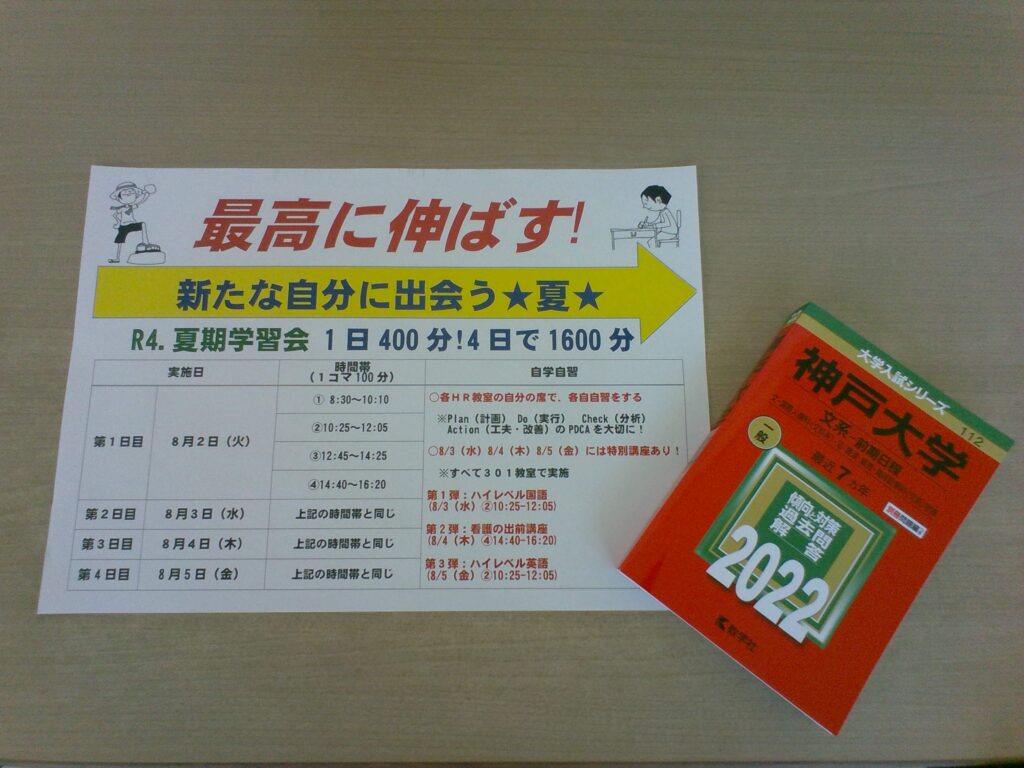 最高に伸ばす!
新たな自分に出会う★夏★
R4.夏期学習会 1日400分!4日で1600分
実施日 時間帯 (1コマ100分) 自学自習
第1日目 8月2日(火)
① 8:30~10:10
②10:25~12:05
③12:45~14:25
④14:40~16:20
第2日目 8月3日(水) 上記の時間帯と同じ
第3日目 8月4日(木) 上記の時間帯と同じ
第4日目 8月5日(金) 上記の時間帯と同じ
○各HR教室の自分の席で、各自自習をする
※Plan(計画) Do(実行) Check(分析)
Action(工夫・改善)のPDCAを大切に!
○8/3(水)8/4(木)8/5(金)には特別講座あり!
※すべて301教室で実施
第1弾:ハイレベル国語
(8/3(水)②10:25-12:05)
第2弾:看護の出前講座
(8/4(木)④14:40-16:20)
第3弾:ハイレベル英語
(8/5(金)②10:25-12:05)
大学入試シリーズ
112
神戸大学
文系-前期日程
一般
最近7カ年
傾向と対策
過去問
解答
2022
教学社